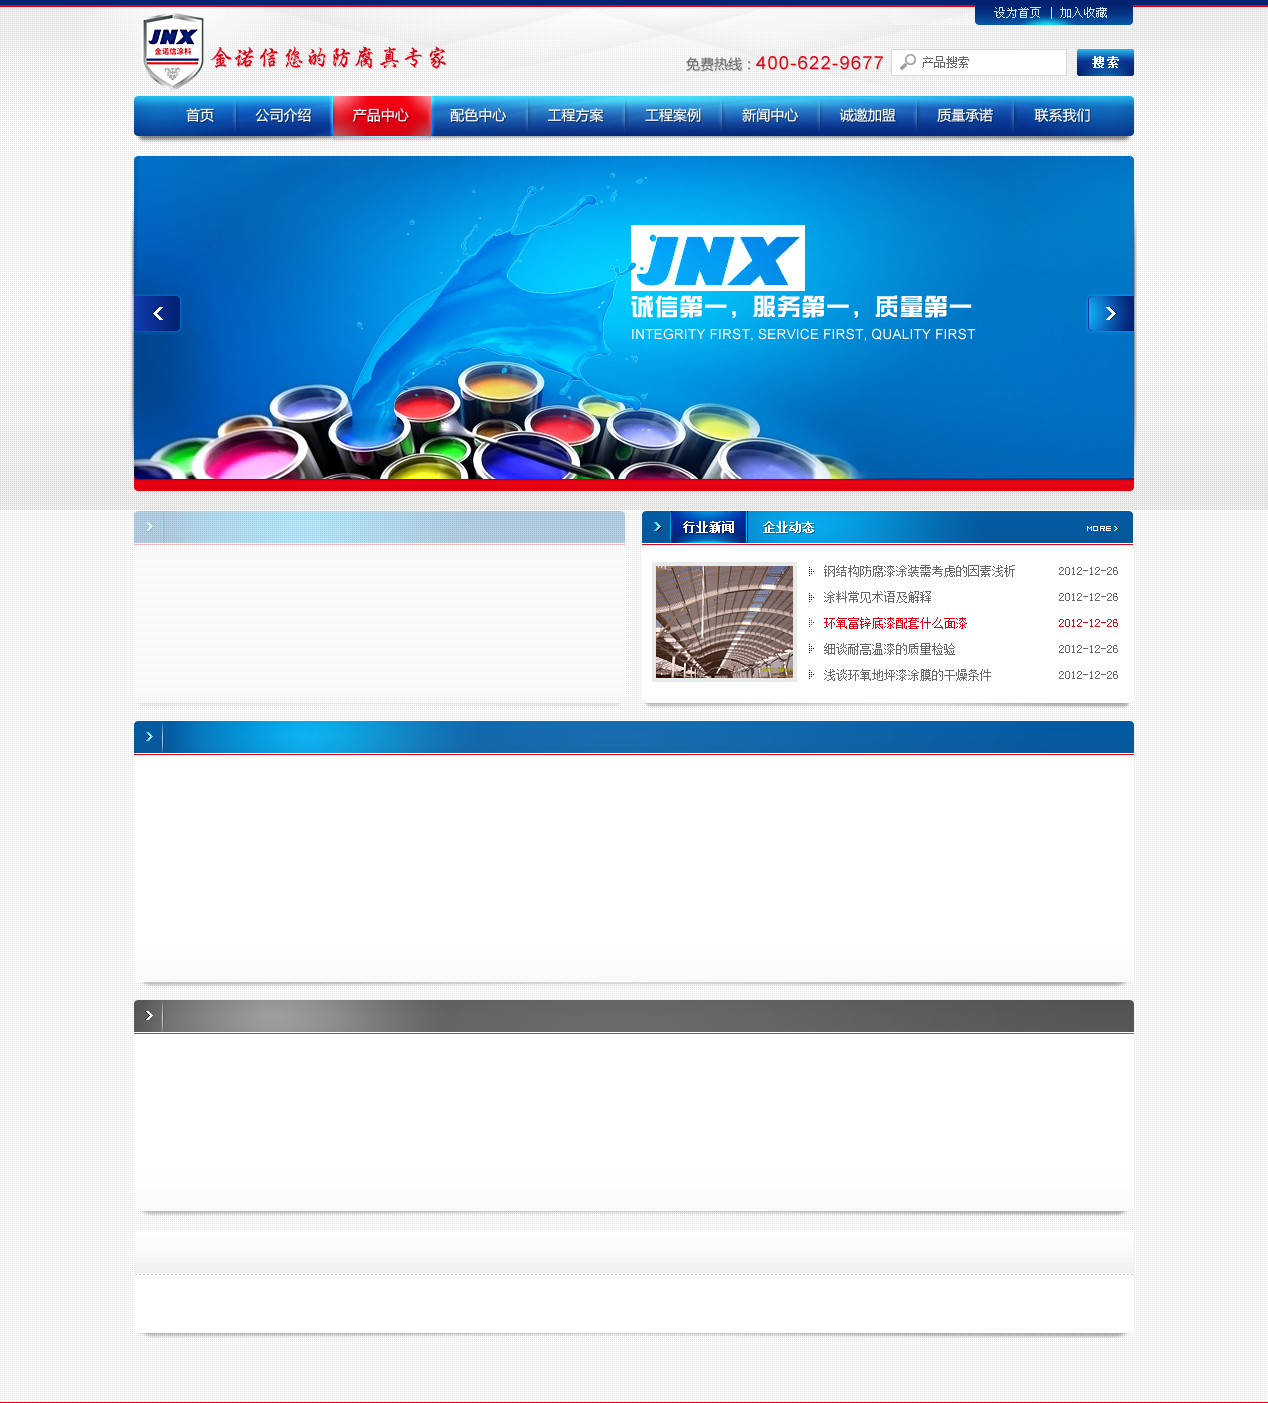 设为首页 | 加入收藏
JNX
金诺信涂料
金诺信您的防腐真专家
免费热线：400-622-9677
产品搜索
搜索
首页 公司介绍 产品中心 配色中心 工程方案 工程案例 新闻中心 诚邀加盟 质量承诺 联系我们
JNX
诚信第一，服务第一，质量第一
INTEGRITY FIRST, SERVICE FIRST, QUALITY FIRST
行业新闻 企业动态 MORE
钢结构防腐漆涂装需考虑的因素浅析 2012-12-26
涂料常见术语及解释 2012-12-26
环氧富锌底漆配套什么面漆 2012-12-26
细谈耐高温漆的质量检验 2012-12-26
浅谈环氧地坪漆涂膜的干燥条件 2012-12-26